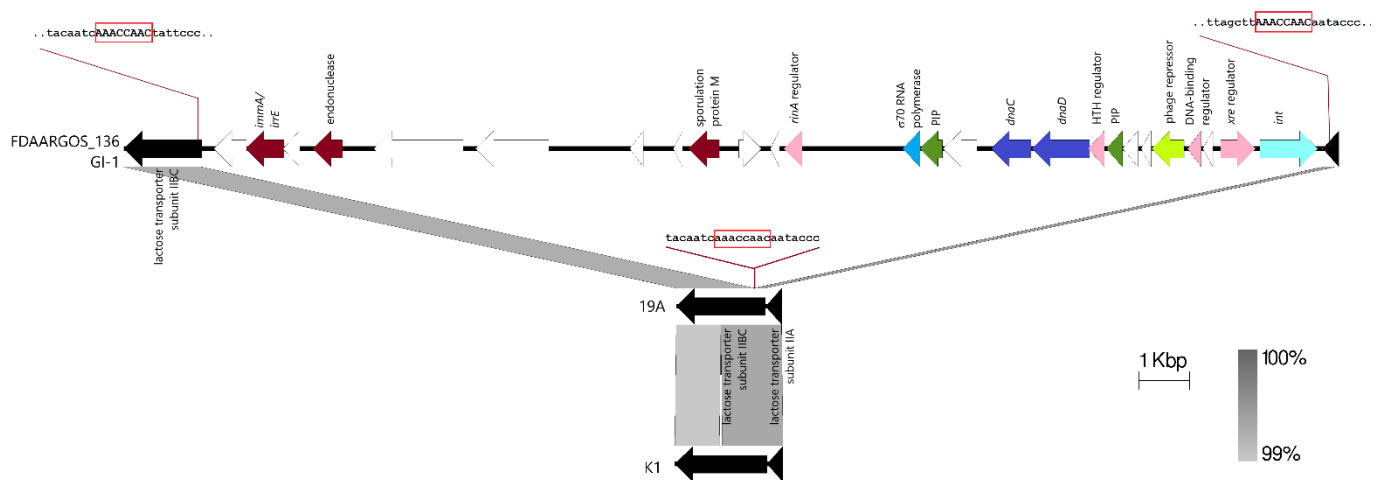 ..tacaatcAAACCAACtattccc..
..ttagcttAAACCAACaataccc..
immA/
irrE
endonuclease
sporulation
protein M
rinA regulator
σ70 RNA
polymerase
PIP
dnaC
dnaD
HTH regulator
PIP
phage repressor
DNA-binding
regulator
xre regulator
int
FDAARGOS_136
GI-1
lactose transporter
subunit IIBC
tacaatcaaaccaacaataccc
19A
lactose transporter
subunit IIBC
lactose transporter
subunit IIA
K1
1 Kbp
100%
99%